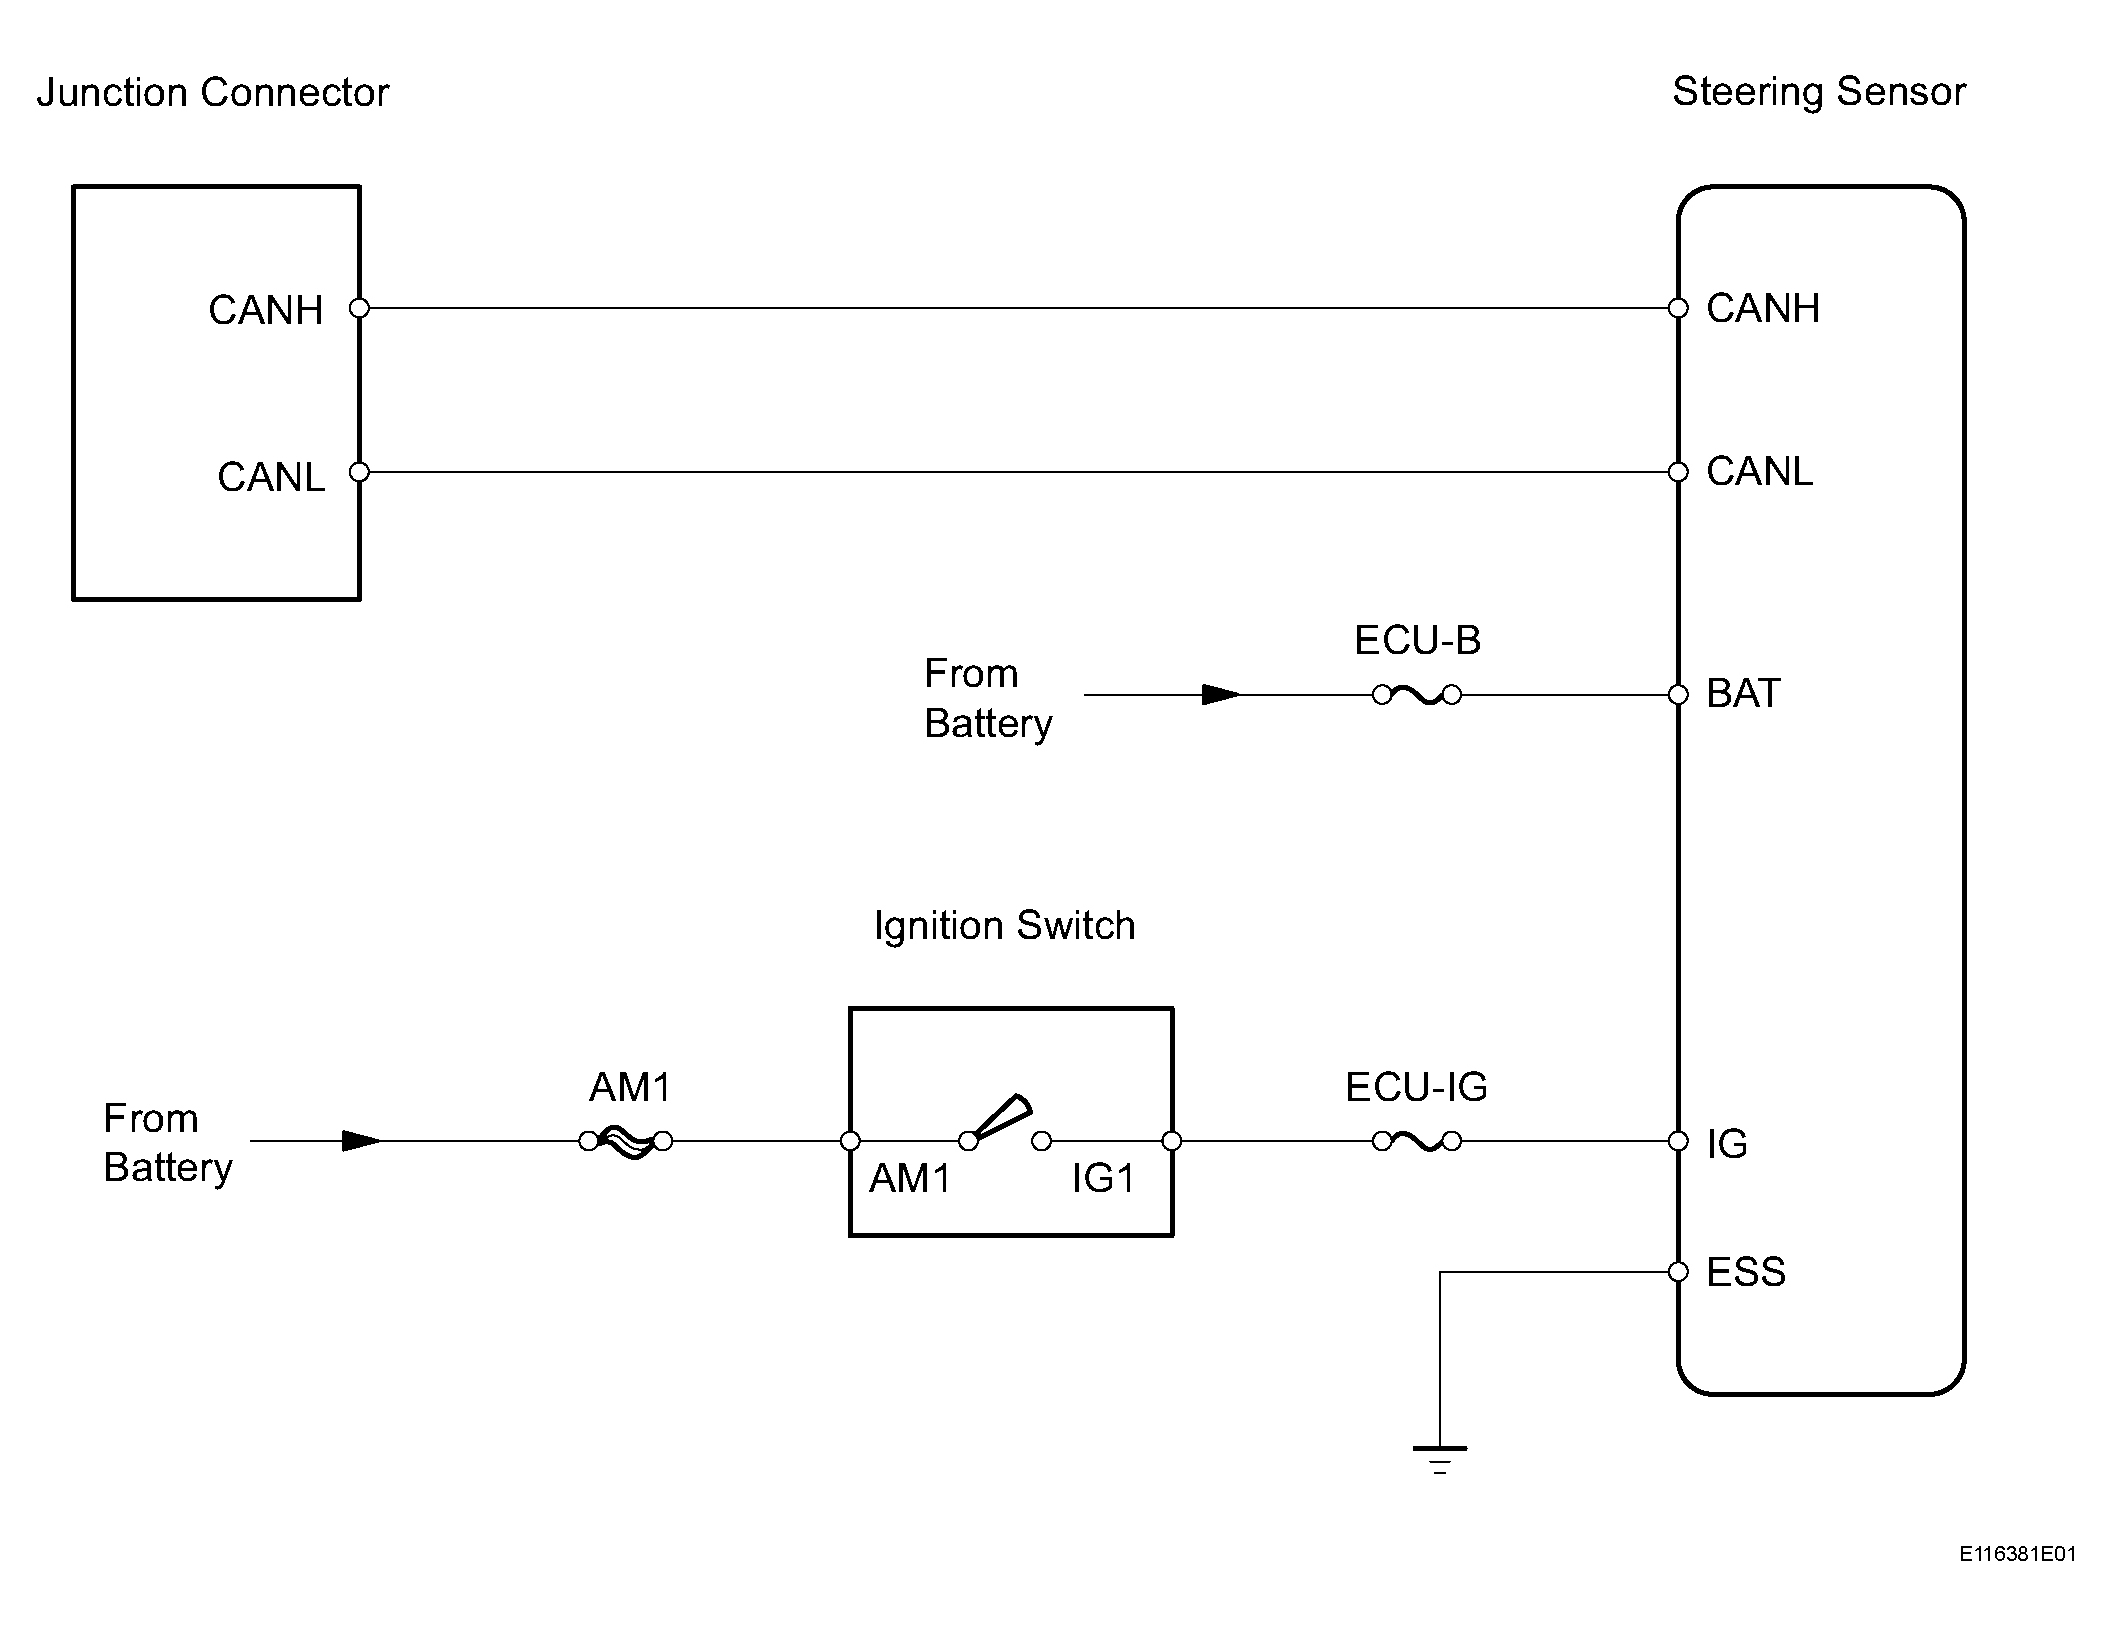 Junction Connector
Steering Sensor
CANH
CANH
CANL
CANL
ECU-B
From
Battery
BAT
Ignition Switch
AM1
ECU-IG
From
Battery
IG
AM1
IG1
ESS
E116381E01